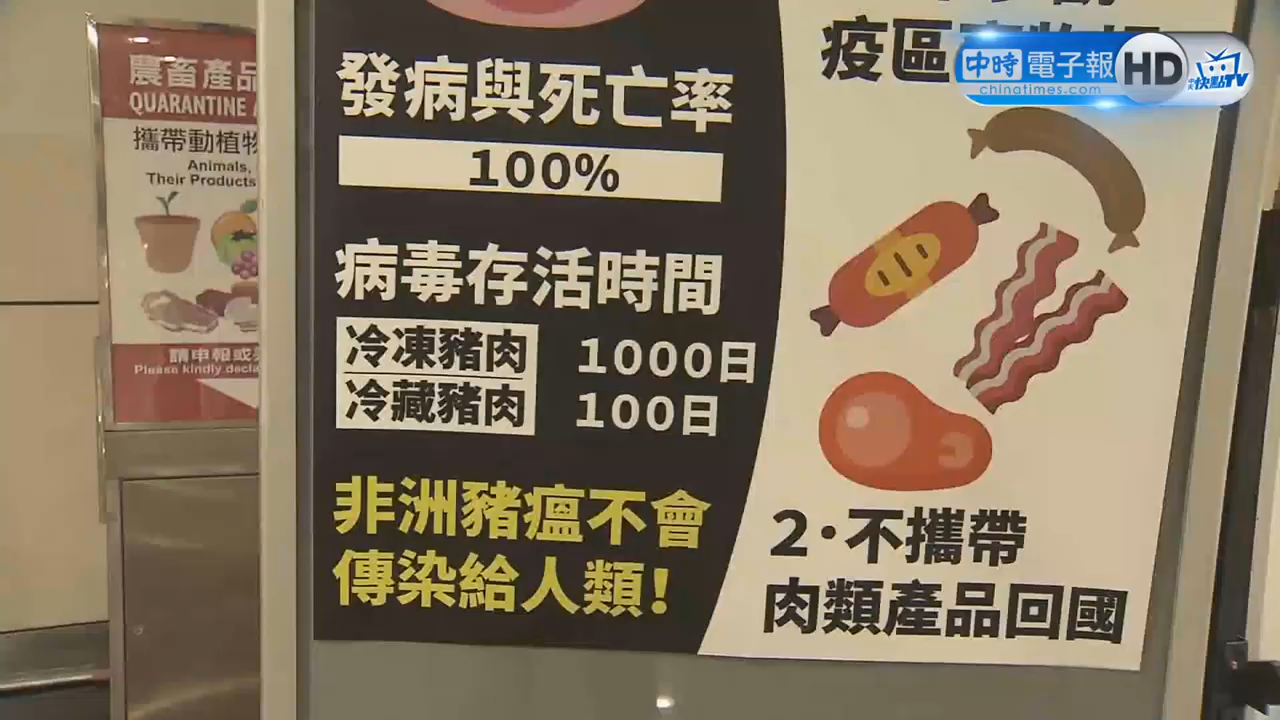 農畜產品
QUARANTINE
攜帶動植物
Animals,
Their Products
請申報或
Please kindly decla
發病與死亡率
100%
病毒存活時間
冷凍豬肉 1000日
冷藏豬肉 100日
非洲豬瘟不會
傳染給人類!
疫區
2·不攜帶
肉類產品回國
中時電子報 HD
chinatimes.com
中天快點TV